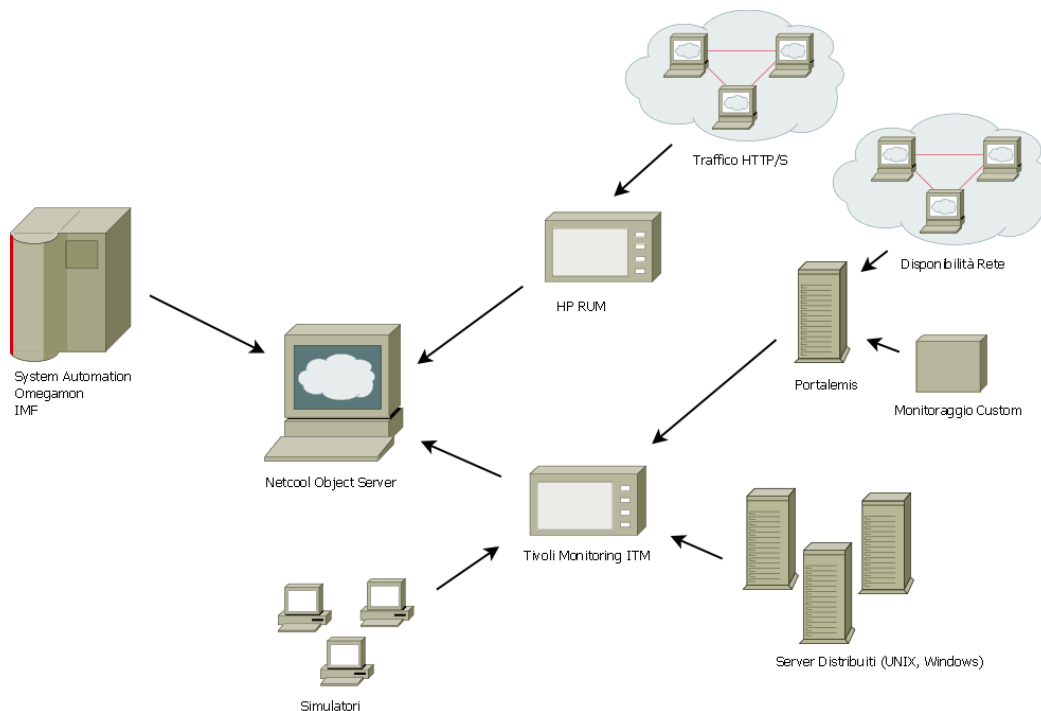 Traffico HTTP/S
Disponibilità Rete
HP RUM
System Automation
Omegamon
IMF
Portalemis
Monitoraggio Custom
Netcool Object Server
Tivoli Monitoring ITM
Server Distribuiti (UNIX, Windows)
Simulatori